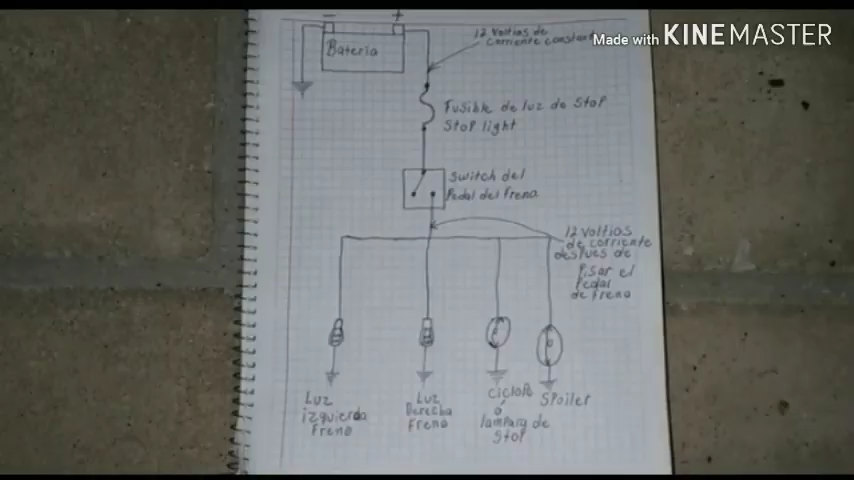 - +
Bateria
12 Voltios de
corriente constante
Made with KINEMASTER
Fusible de luz de Stop
Stop light
Switch del
Pedal del Freno
12 Voltios
de corriente
despues de
Pisar el
Pedal
de Freno
Luz
izquierda
Freno
Luz
Derecha
Freno
ciclope
ó
lampara de
Stop
Spoiler